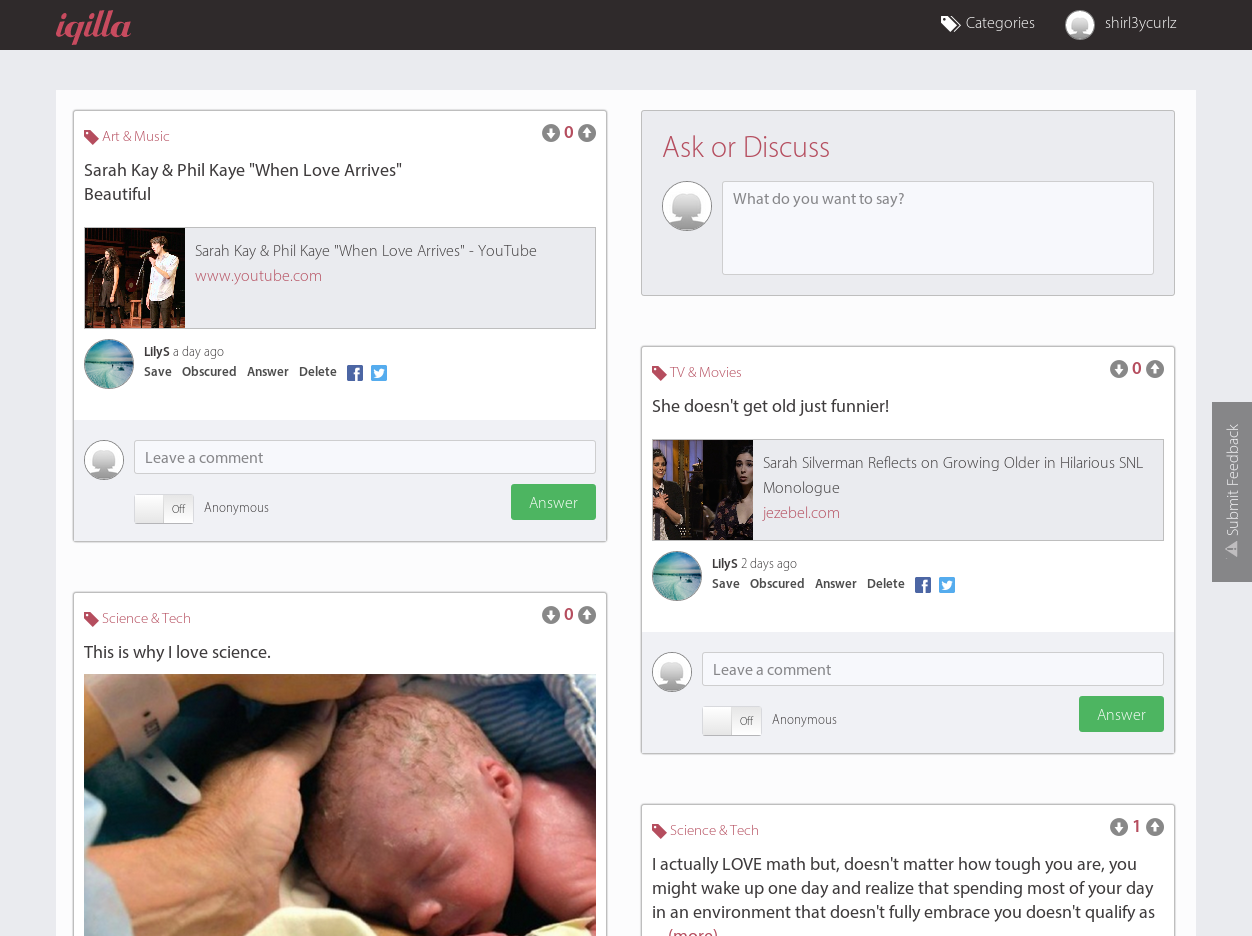 iqilla
Categories
shirl3ycurlz
Art & Music
0
Sarah Kay & Phil Kaye "When Love Arrives"
Beautiful
Sarah Kay & Phil Kaye "When Love Arrives" - YouTube
www.youtube.com
LilyS a day ago
Save Obscured Answer Delete
Leave a comment
Off Anonymous
Answer
Science & Tech
0
This is why I love science.
Ask or Discuss
What do you want to say?
TV & Movies
0
She doesn't get old just funnier!
Sarah Silverman Reflects on Growing Older in Hilarious SNL
Monologue
jezebel.com
LilyS 2 days ago
Save Obscured Answer Delete
Leave a comment
Off Anonymous
Answer
Science & Tech
1
I actually LOVE math but, doesn't matter how tough you are, you
might wake up one day and realize that spending most of your day
in an environment that doesn't fully embrace you doesn't qualify as
... (more)
Submit Feedback